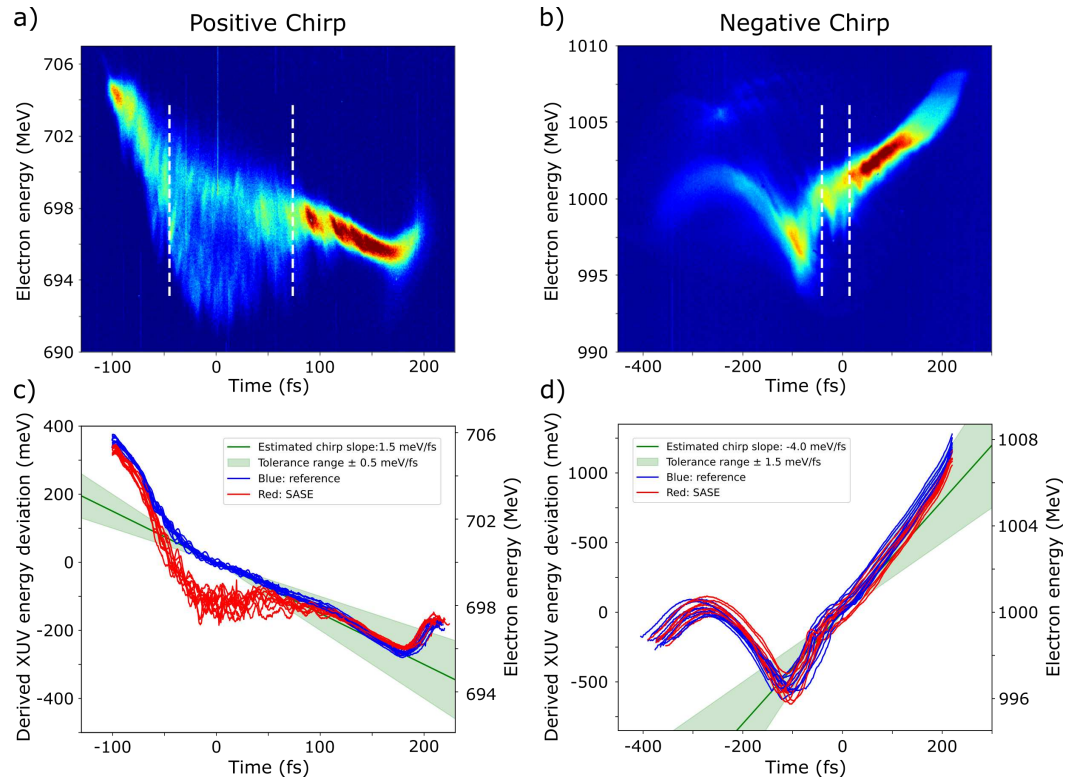 a)
Positive Chirp
Electron energy (MeV)
706
702
698
694
690
-100
0
100
200
Time (fs)
b)
Negative Chirp
Electron energy (MeV)
1010
1005
1000
995
990
-400
-200
0
200
Time (fs)
c)
Derived XUV energy deviation (meV)
400
200
0
-200
-400
Estimated chirp slope:1.5 meV/fs
Tolerance range ± 0.5 meV/fs
Blue: reference
Red: SASE
706
702
698
694
Electron energy (MeV)
-100
0
100
200
Time (fs)
d)
Derived XUV energy deviation (meV)
1000
-500
0
-500
Estimated chirp slope: -4.0 meV/fs
Tolerance range ± 1.5 meV/fs
Blue: reference
Red: SASE
1008
1004
1000
996
Electron energy (MeV)
-400
-200
0
200
Time (fs)